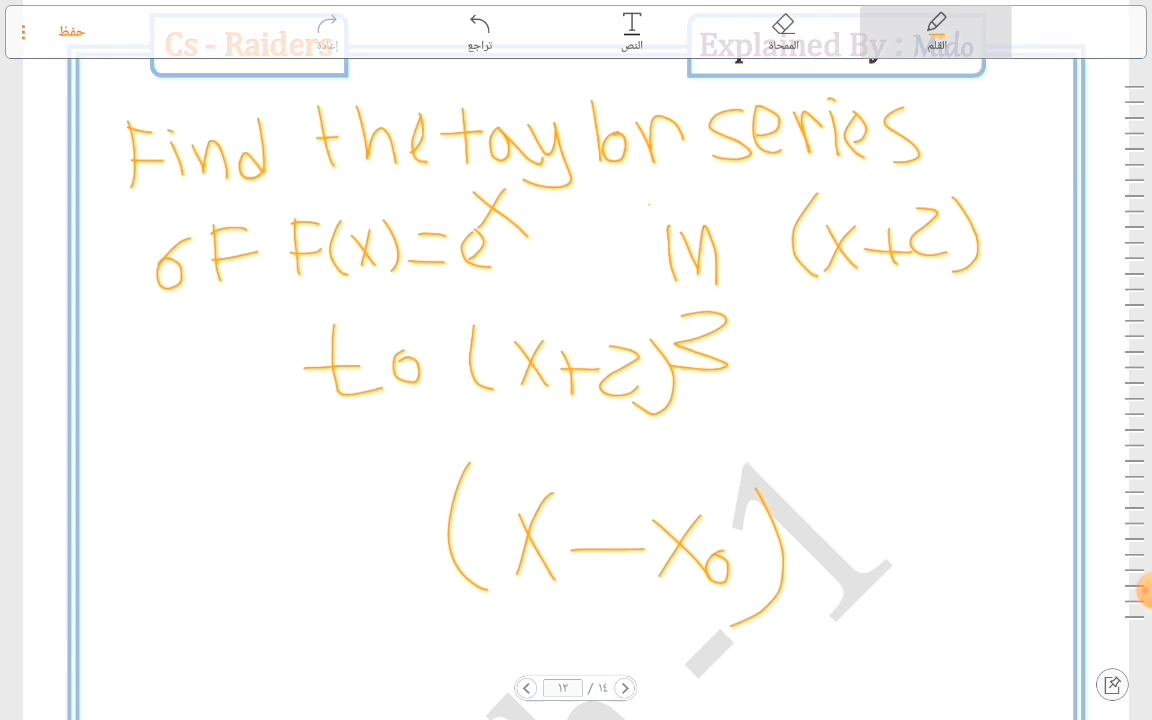 حفظ
إعادة
تراجع
النص
الممحاة
القلم
Cs - Raiders
Explained By : Mido
Find the taylor series
of F(x)=e^x in (x+2)
to (x+2)^2
(x-x₀)
١٢ / ١٤